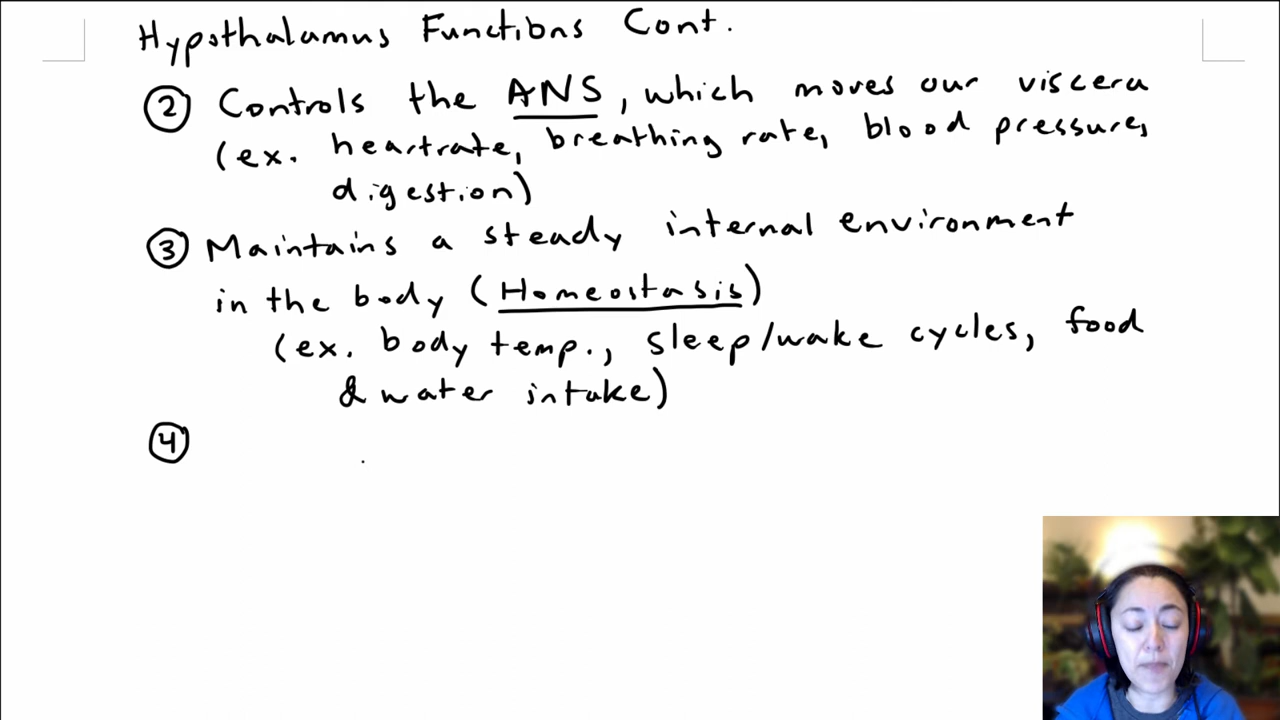 Hypothalamus Functions Cont.
② Controls the ANS, which moves our viscera
(ex. heartrate, breathing rate, blood pressure,
digestion)
③ Maintains a steady internal environment
in the body (Homeostasis)
(ex. body temp., sleep/wake cycles, food
& water intake)
④